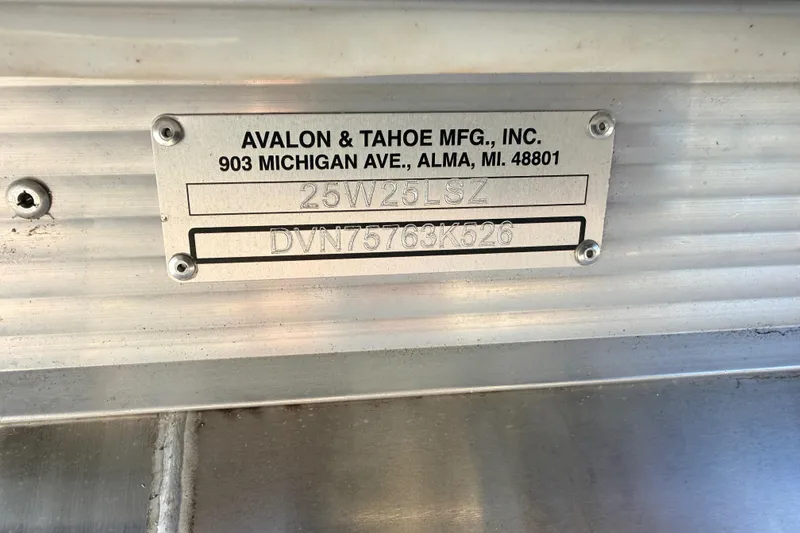 AVALON & TAHOE MFG., INC.
903 MICHIGAN AVE., ALMA, MI. 48801
25W25LSZ
DVN75763K526